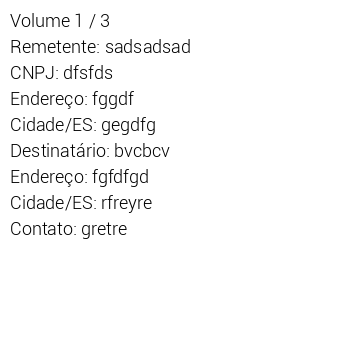 Volume 1 / 3
Remetente: sadsadsad
CNPJ: dfsfds
Endereço: fggdf
Cidade/ES: gegdfg
Destinatário: bvcbcv
Endereço: fgfdfgd
Cidade/ES: rfreyre
Contato: gretre